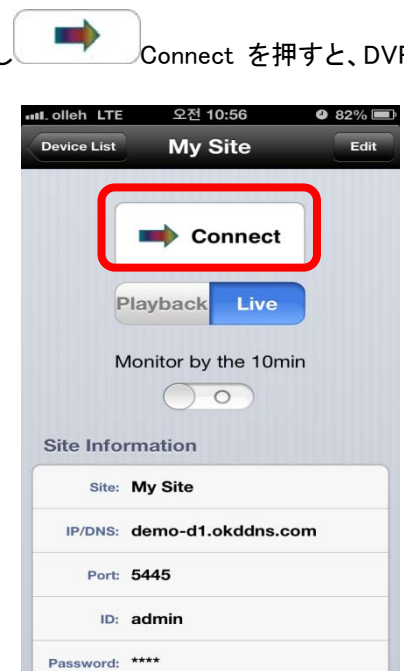 し Connect を押すと、DVR
olleh LTE 오전 10:56 82%
Device List My Site Edit
Connect
Playback Live
Monitor by the 10min
Site Information
Site: My Site
IP/DNS: demo-d1.okddns.com
Port: 5445
ID: admin
Password: ****